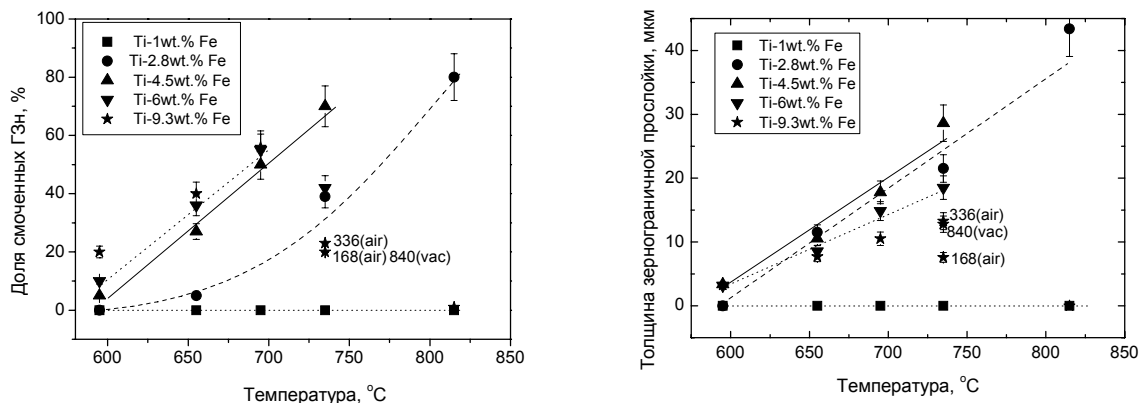 100
80
60
40
20
0
Доля смоченных ГЗн, %
Ti-1wt.% Fe
Ti-2.8wt.% Fe
Ti-4.5wt.% Fe
Ti-6wt.% Fe
Ti-9.3wt.% Fe
336(air)
168(air) 840(vac)
600 650 700 750 800 850
Температура, °C
40
30
20
10
0
Толщина зернограничной прослойки, мкм
Ti-1wt.% Fe
Ti-2.8wt.% Fe
Ti-4.5wt.% Fe
Ti-6wt.% Fe
Ti-9.3wt.% Fe
336(air)
840(vac)
168(air)
600 650 700 750 800 850
Температура, °C